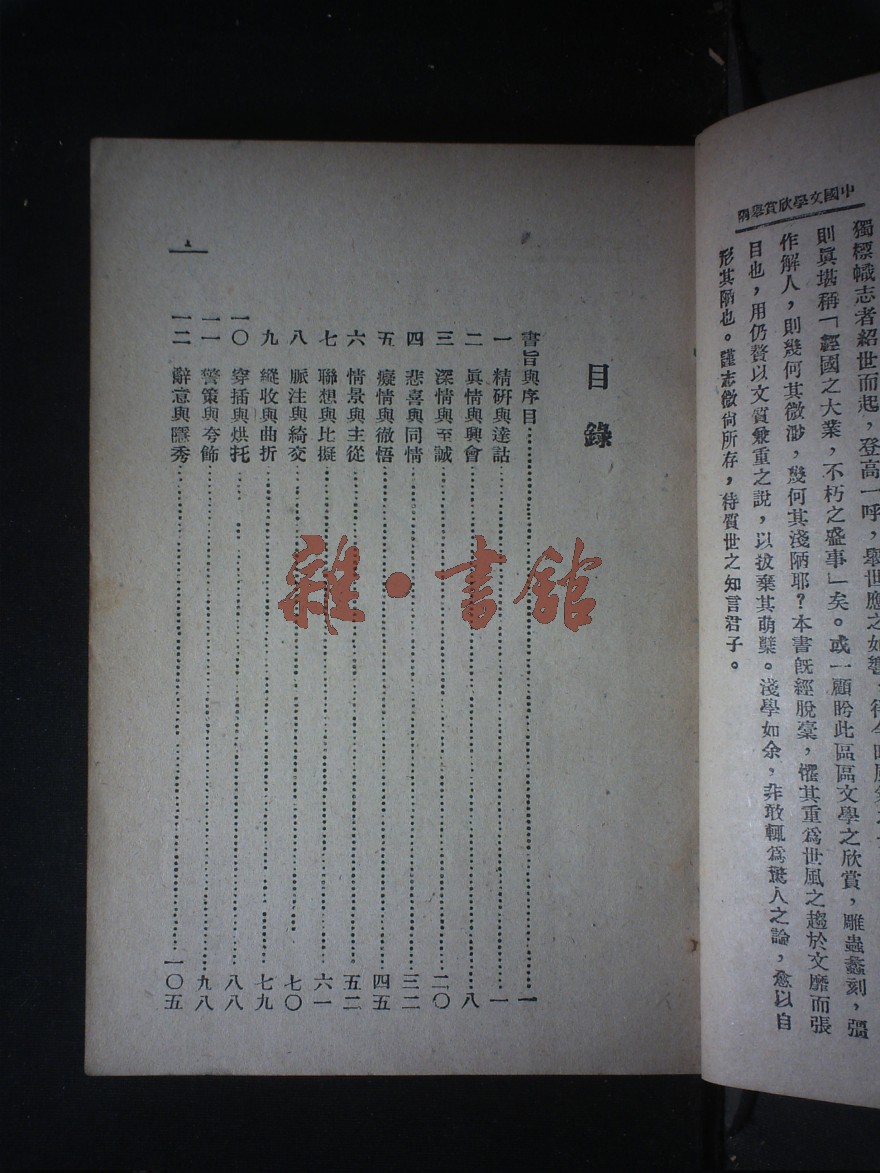 中國文學欣賞舉隅
獨標幟志者紹世而起，登高一呼，
則眞堪稱「經國之大業，不朽之盛事」矣。或一顧盼此區區文學之欣賞，雕蟲蠡刻，强
作解人，則幾何其微渺，幾何其淺陋耶？本書旣經脫稾，懼其重爲世風之趨於文靡而張
目也，用仍贅以文質兼重之說，以拔棄其萌櫱。淺學如余，非敢輒爲驚人之論，愈以自
形其陋也。謹志微尙所存，待質世之知言君子。
目錄
書旨與序目 一
一 精研與達詁 一
二 眞情與興會 八
三 深情與至誠 二〇
四 悲喜與同情 三二
五 癡情與徹悟 四五
六 情景與主從 五二
七 聯想與比擬 六一
八 脈注與綺交 七〇
九 縱收與曲折 七九
一〇 穿插與烘托 八八
一一 警策與夸飾 九八
一二 辭意與隱秀 一〇五
雜·書館